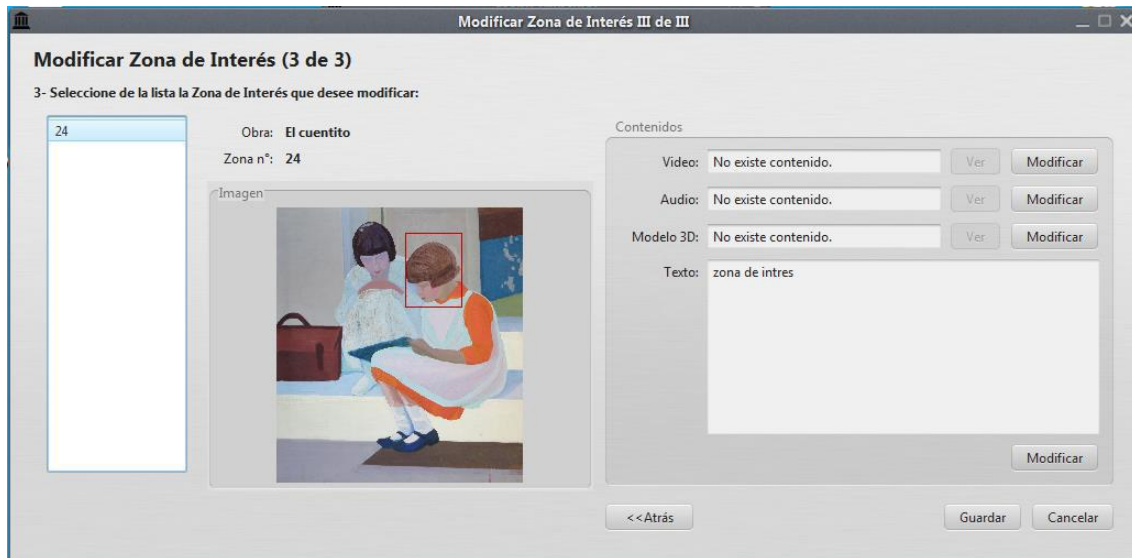 Modificar Zona de Interés III de III
Modificar Zona de Interés (3 de 3)
3- Seleccione de la lista la Zona de Interés que desee modificar:
24
Obra: El cuentito
Zona n°: 24
Imagen
Contenidos
Video: No existe contenido. Ver Modificar
Audio: No existe contenido. Ver Modificar
Modelo 3D: No existe contenido. Ver Modificar
Texto: zona de intres
Modificar
<<Atrás Guardar Cancelar